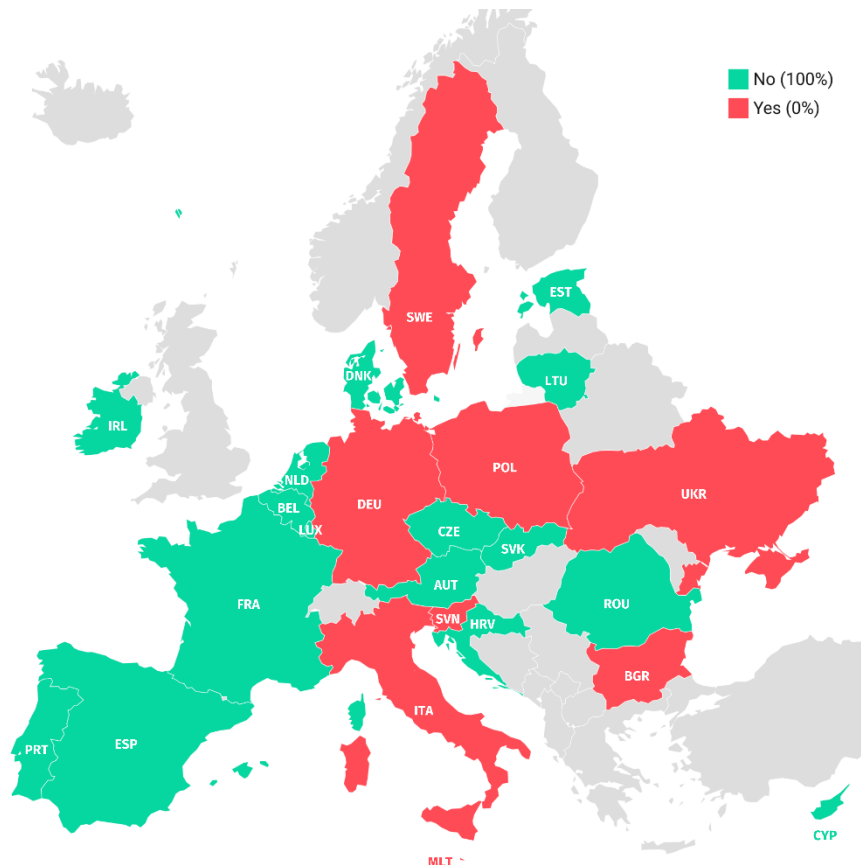 No (100%)
Yes (0%)
EST
SWE
DNK
LTU
IRL
POL
NLD
UKR
DEU
BEL
LUX
CZE
SVK
AUT
FRA
ROU
SVN
HRV
BGR
ITA
ESP
PRT
CYP
MLT